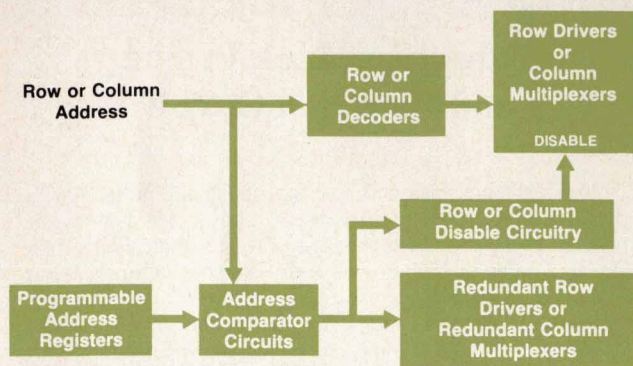 Row or Column
Address
Row or
Column
Decoders
Row Drivers
or
Column
Multiplexers
DISABLE
Row or Column
Disable Circuitry
Programmable
Address
Registers
Address
Comparator
Circuits
Redundant Row
Drivers or
Redundant Column
Multiplexers